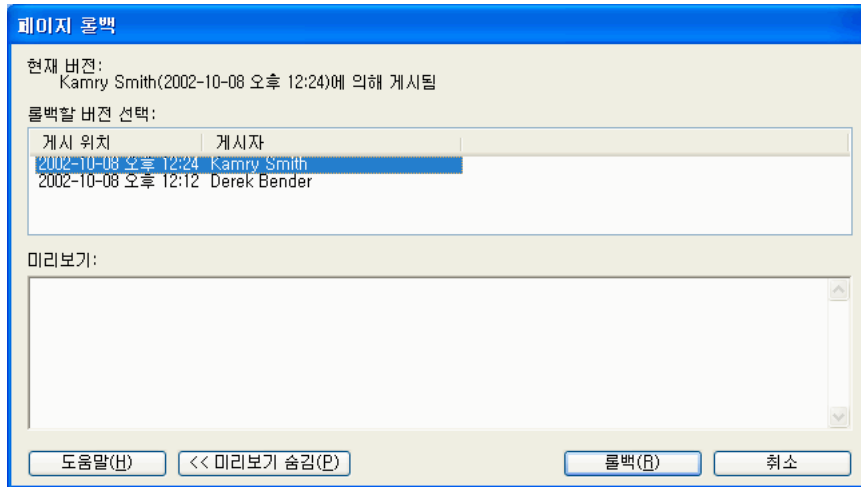 페이지 롤백
현재 버전:
Kamry Smith(2002-10-08 오후 12:24)에 의해 게시됨
롤백할 버전 선택:
게시 위치 게시자
2002-10-08 오후 12:24 Kamry Smith
2002-10-08 오후 12:12 Derek Bender
미리보기:
도움말(H) << 미리보기 숨김(P) 롤백(R) 취소